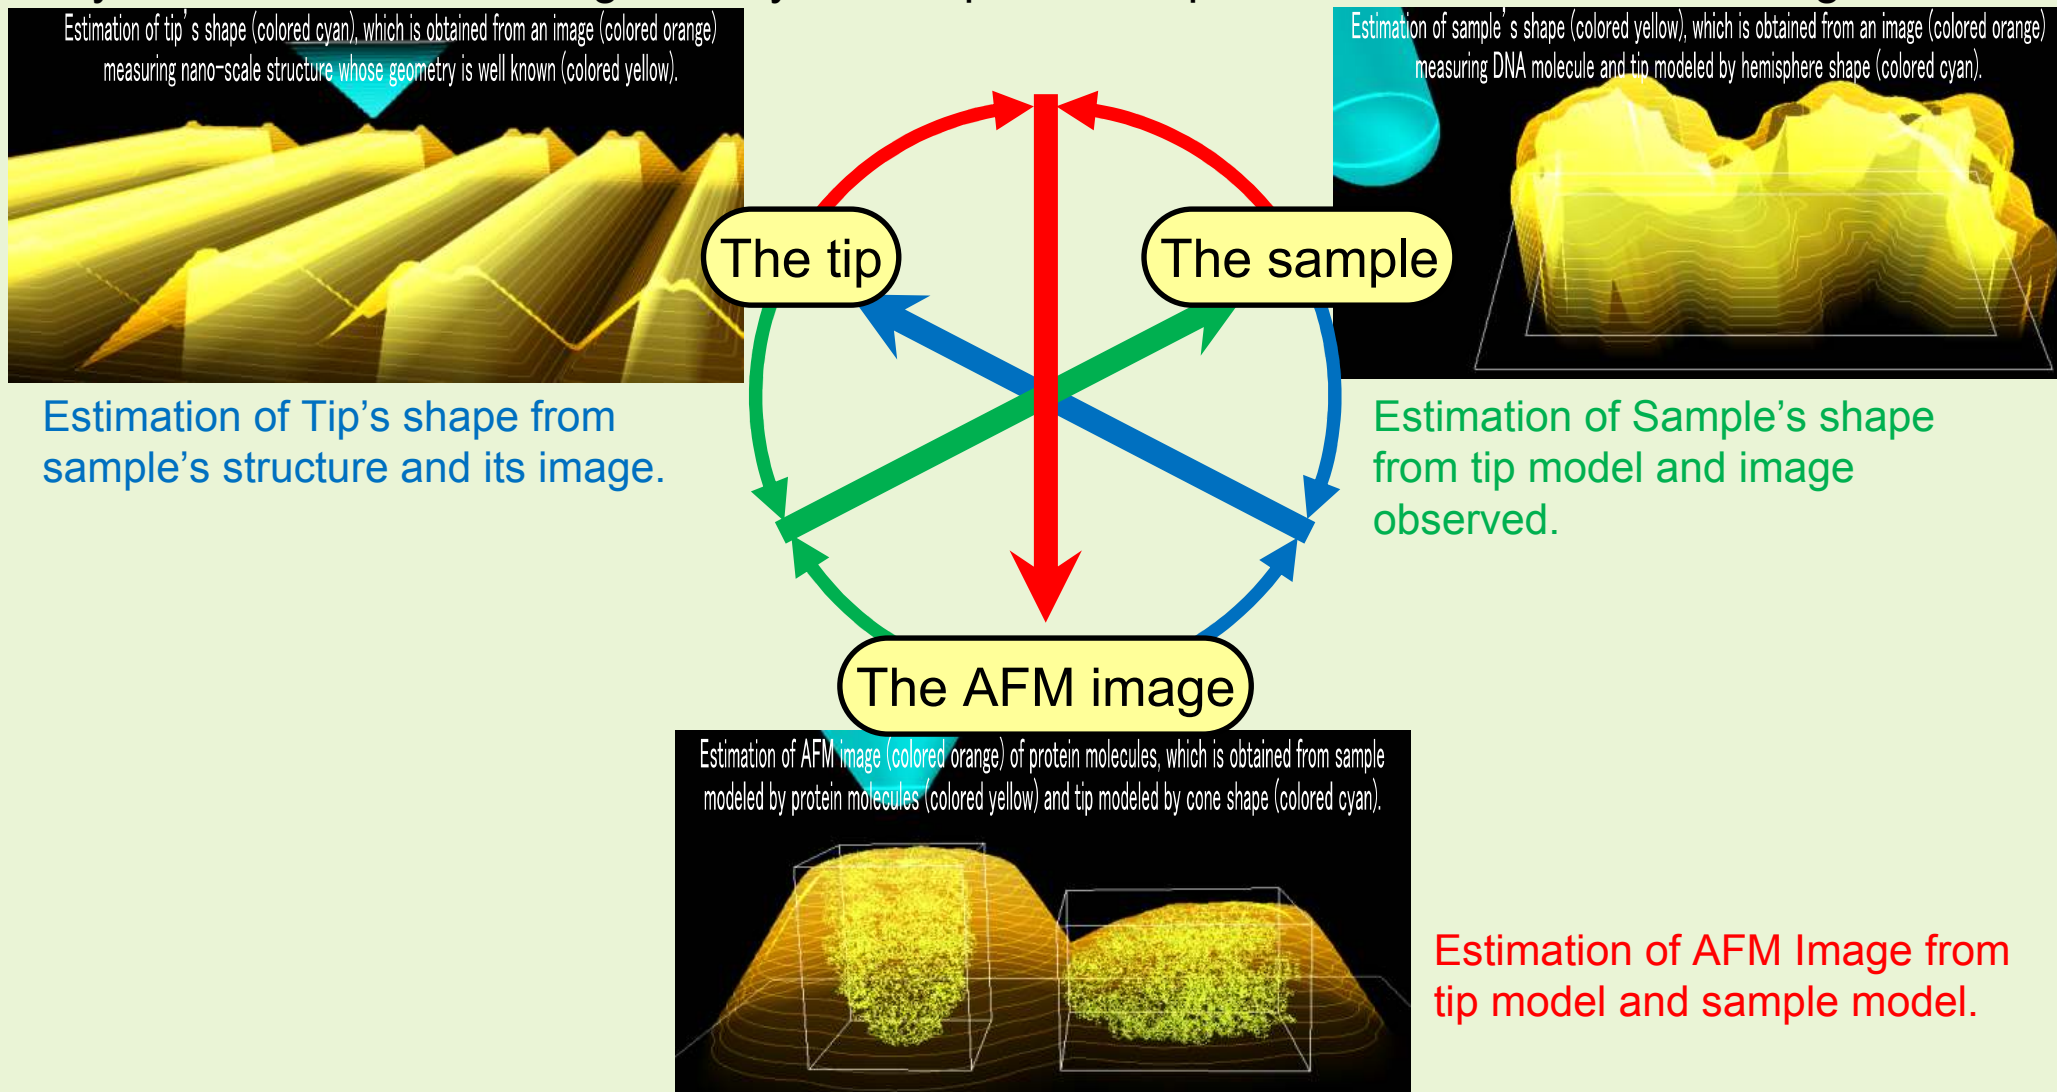 Estimation of tip's shape (colored cyan), which is obtained from an image (colored orange)
measuring nano-scale structure whose geometry is well known (colored yellow).
Estimation of sample's shape (colored yellow), which is obtained from an image (colored orange)
measuring DNA molecule and tip modeled by hemisphere shape (colored cyan).
The tip
The sample
Estimation of Tip’s shape from
sample’s structure and its image.
Estimation of Sample’s shape
from tip model and image
observed.
The AFM image
Estimation of AFM image (colored orange) of protein molecules, which is obtained from sample
modeled by protein molecules (colored yellow) and tip modeled by cone shape (colored cyan).
Estimation of AFM Image from
tip model and sample model.